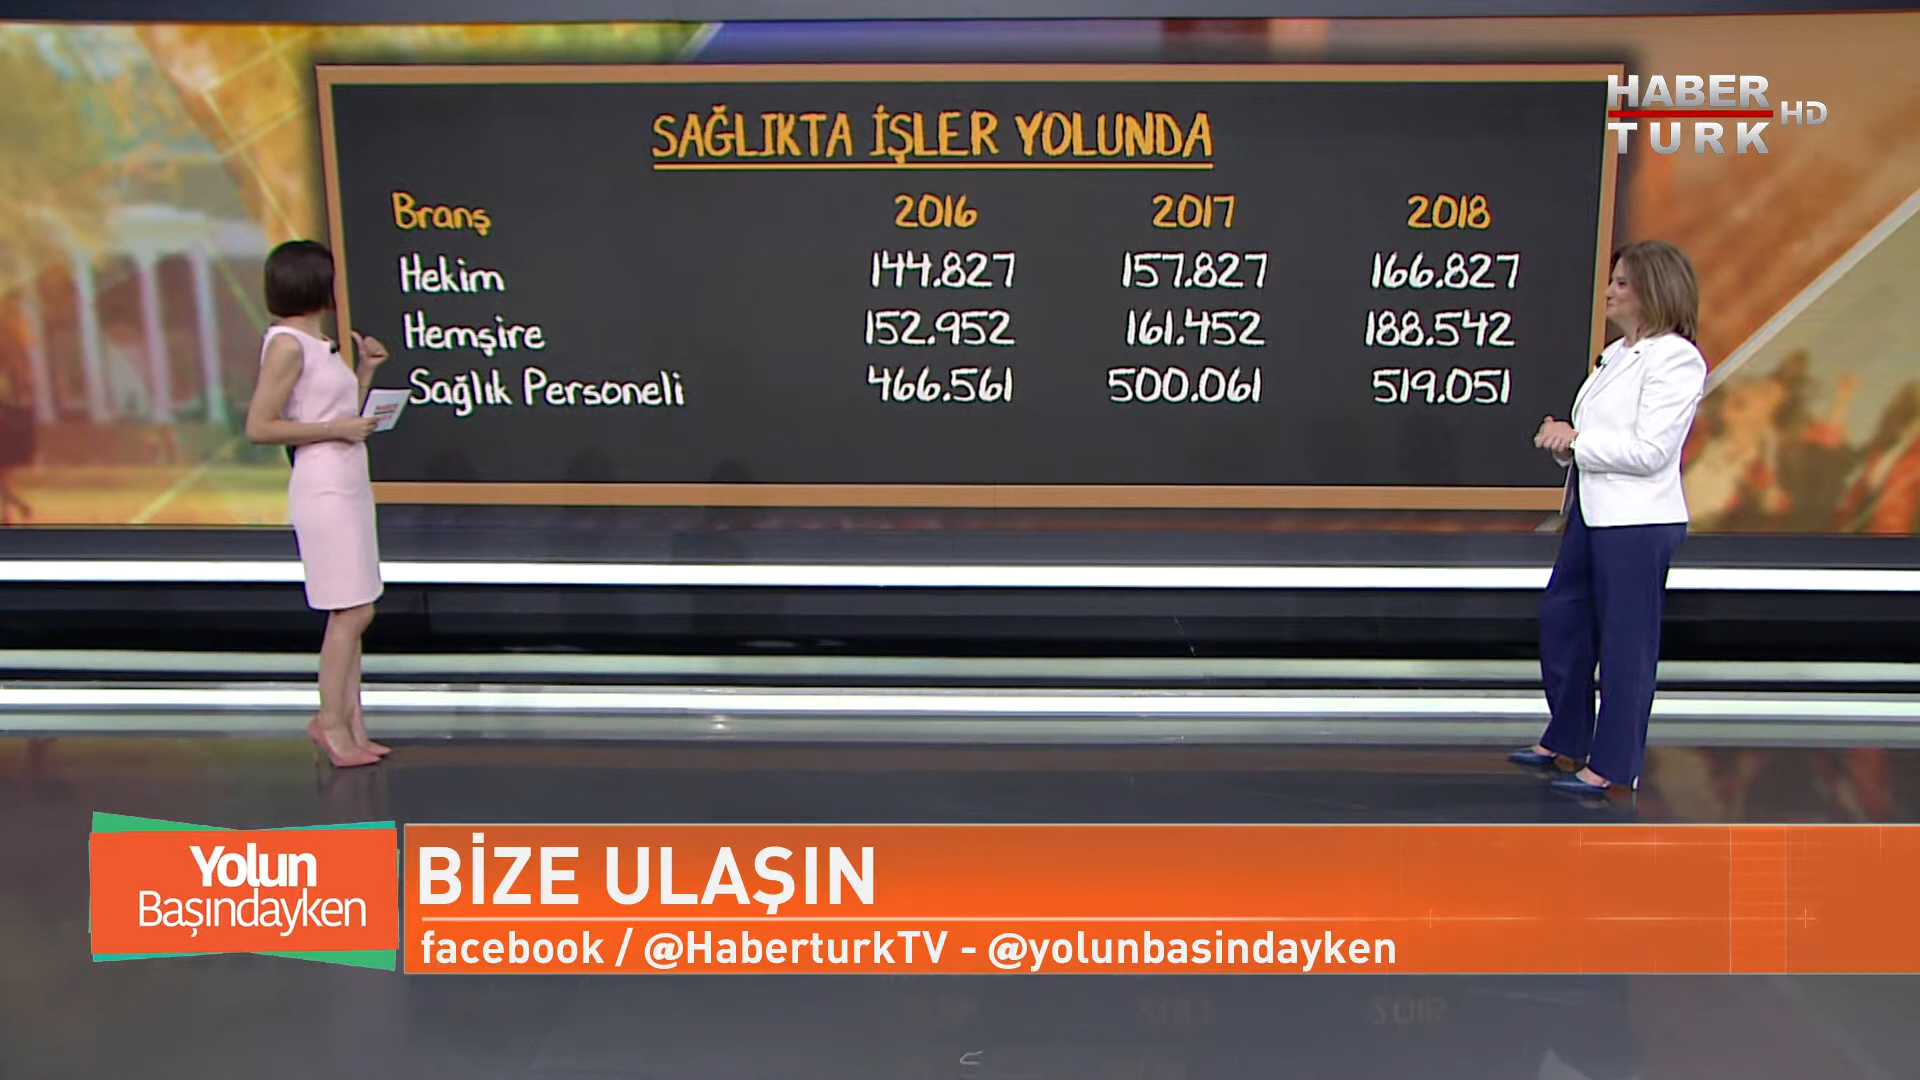 SAĞLIKTA İŞLER YOLUNDA
HABER
TURK HD
Branş 2016 2017 2018
Hekim 144.827 157.827 166.827
Hemşire 152.952 161.452 188.542
Sağlık Personeli 466.561 500.061 519.051
Yolun
Başındayken
BİZE ULAŞIN
facebook / @HaberturkTV - @yolunbasindayken